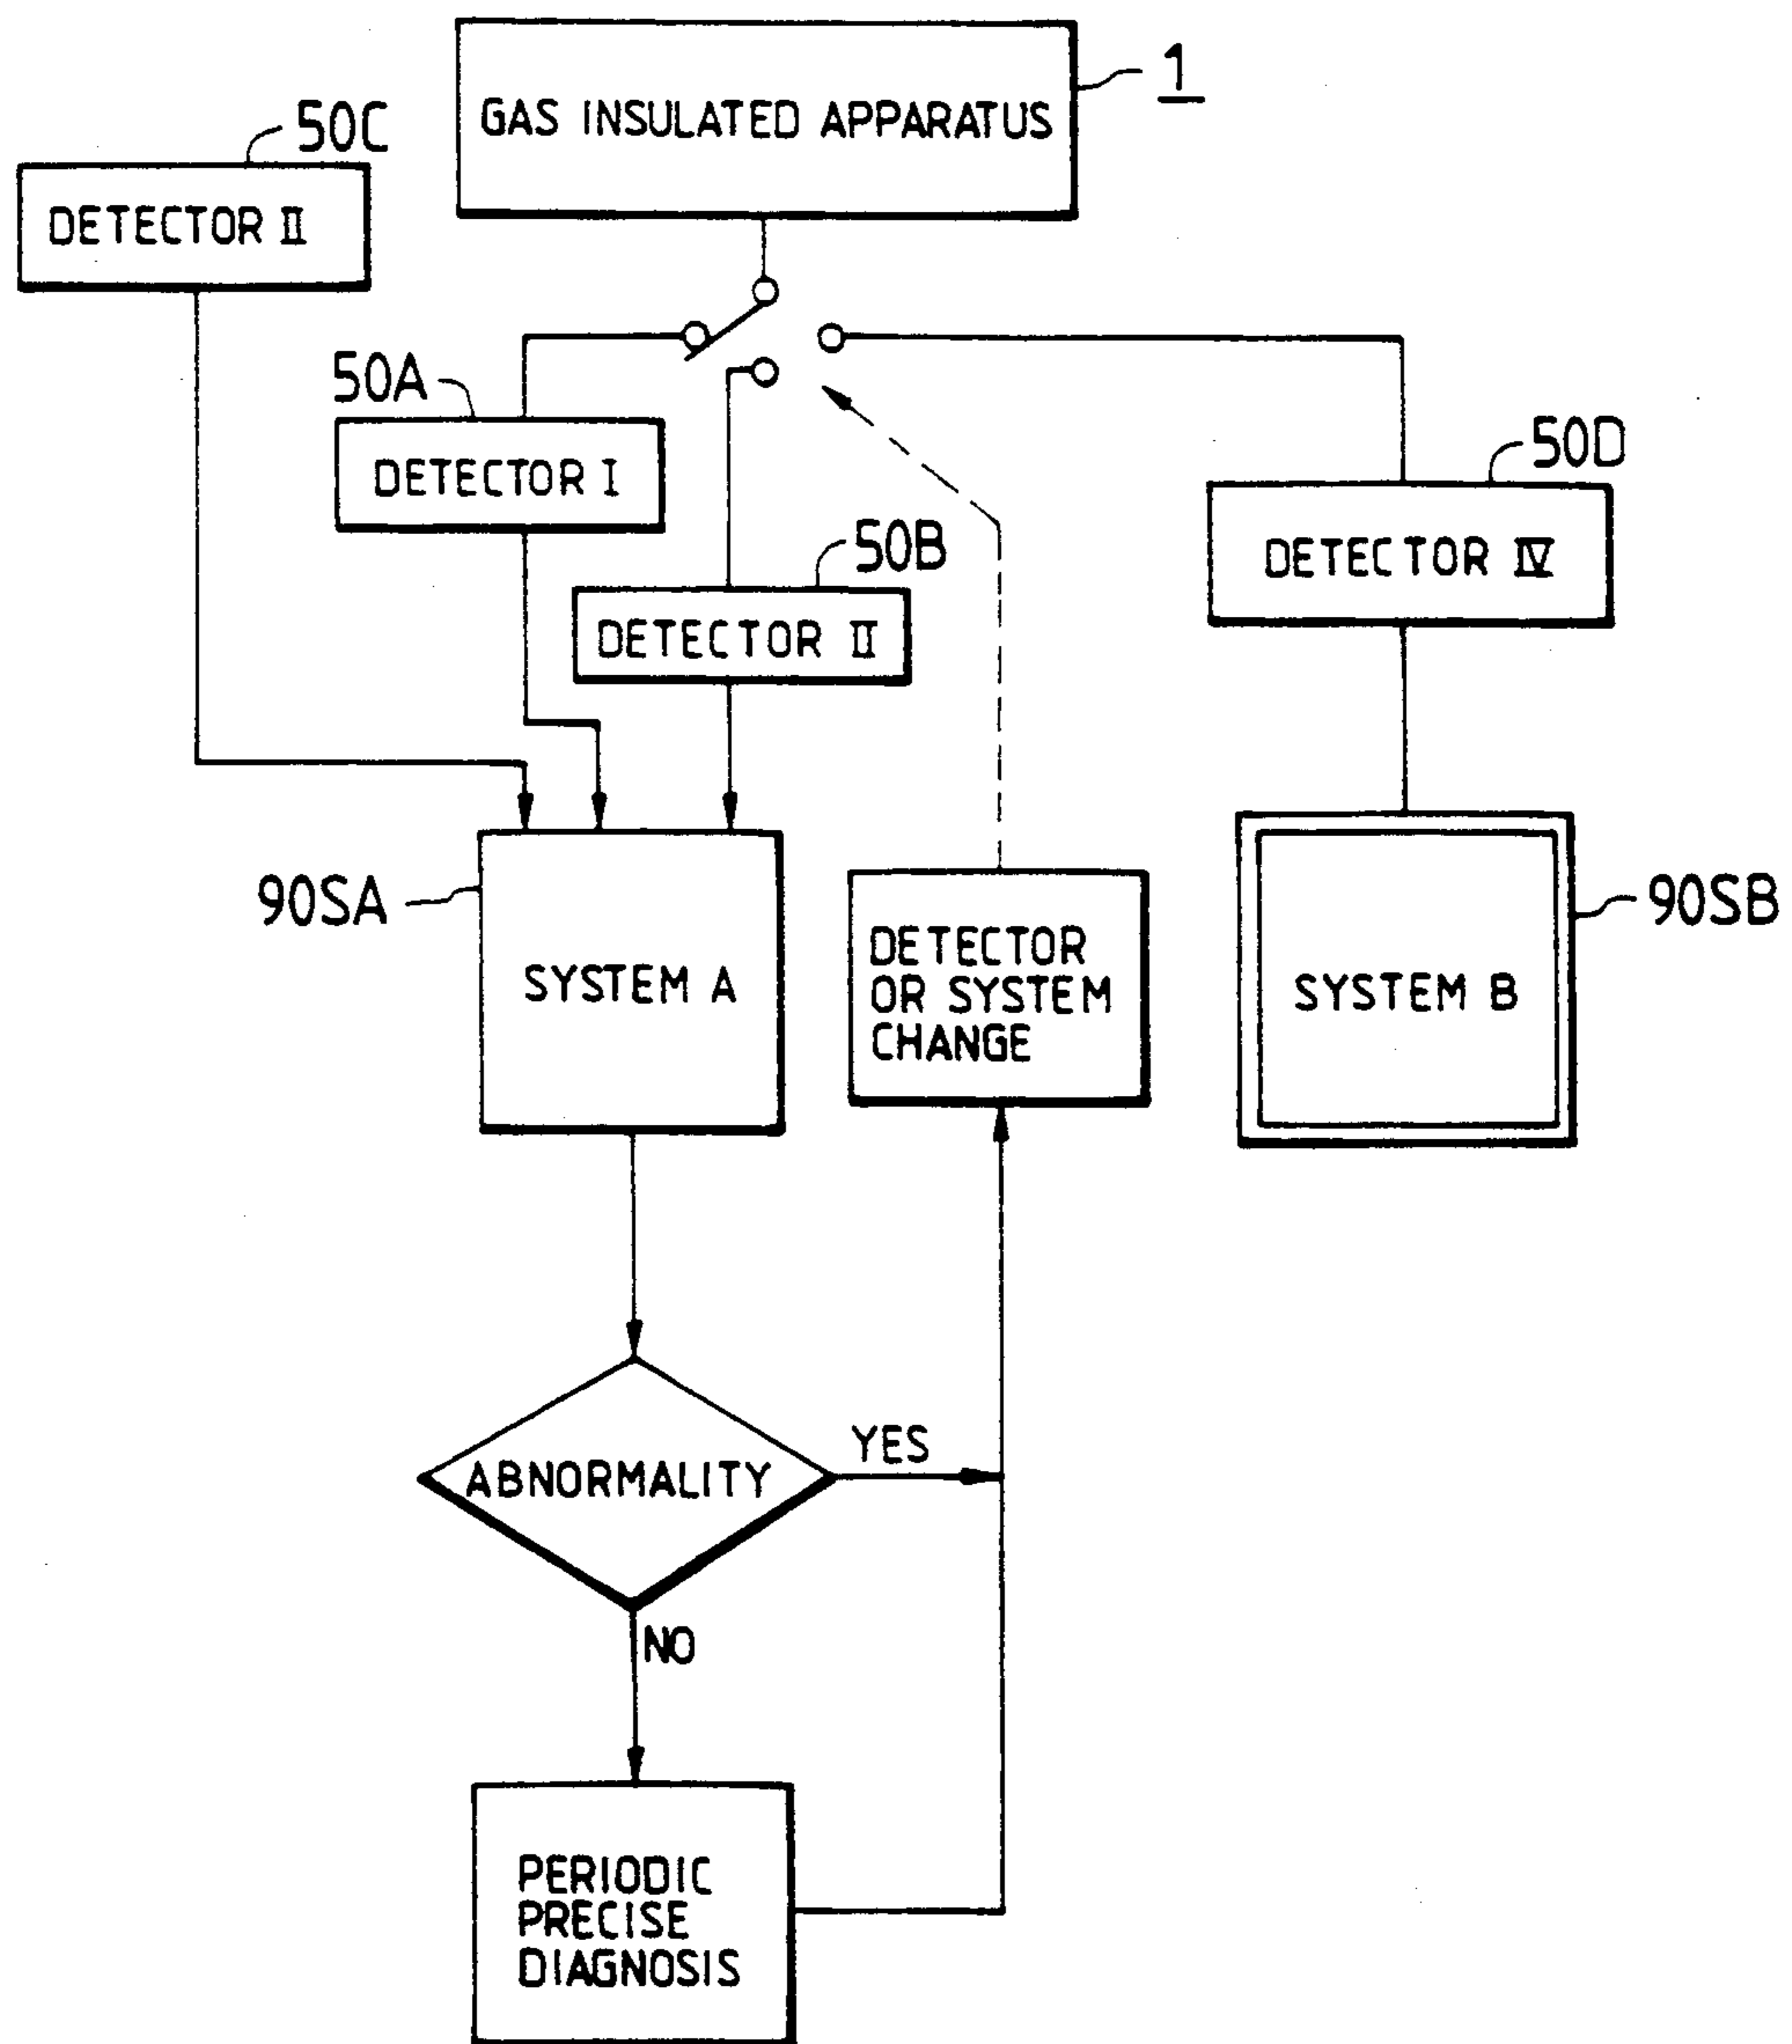 GAS INSULATED APPARATUS
1
50C
DETECTOR II
50A
DETECTOR I
50B
DETECTOR II
50D
DETECTOR IV
90SA
SYSTEM A
DETECTOR
OR SYSTEM
CHANGE
90SB
SYSTEM B
ABNORMALITY
YES
NO
PERIODIC
PRECISE
DIAGNOSIS